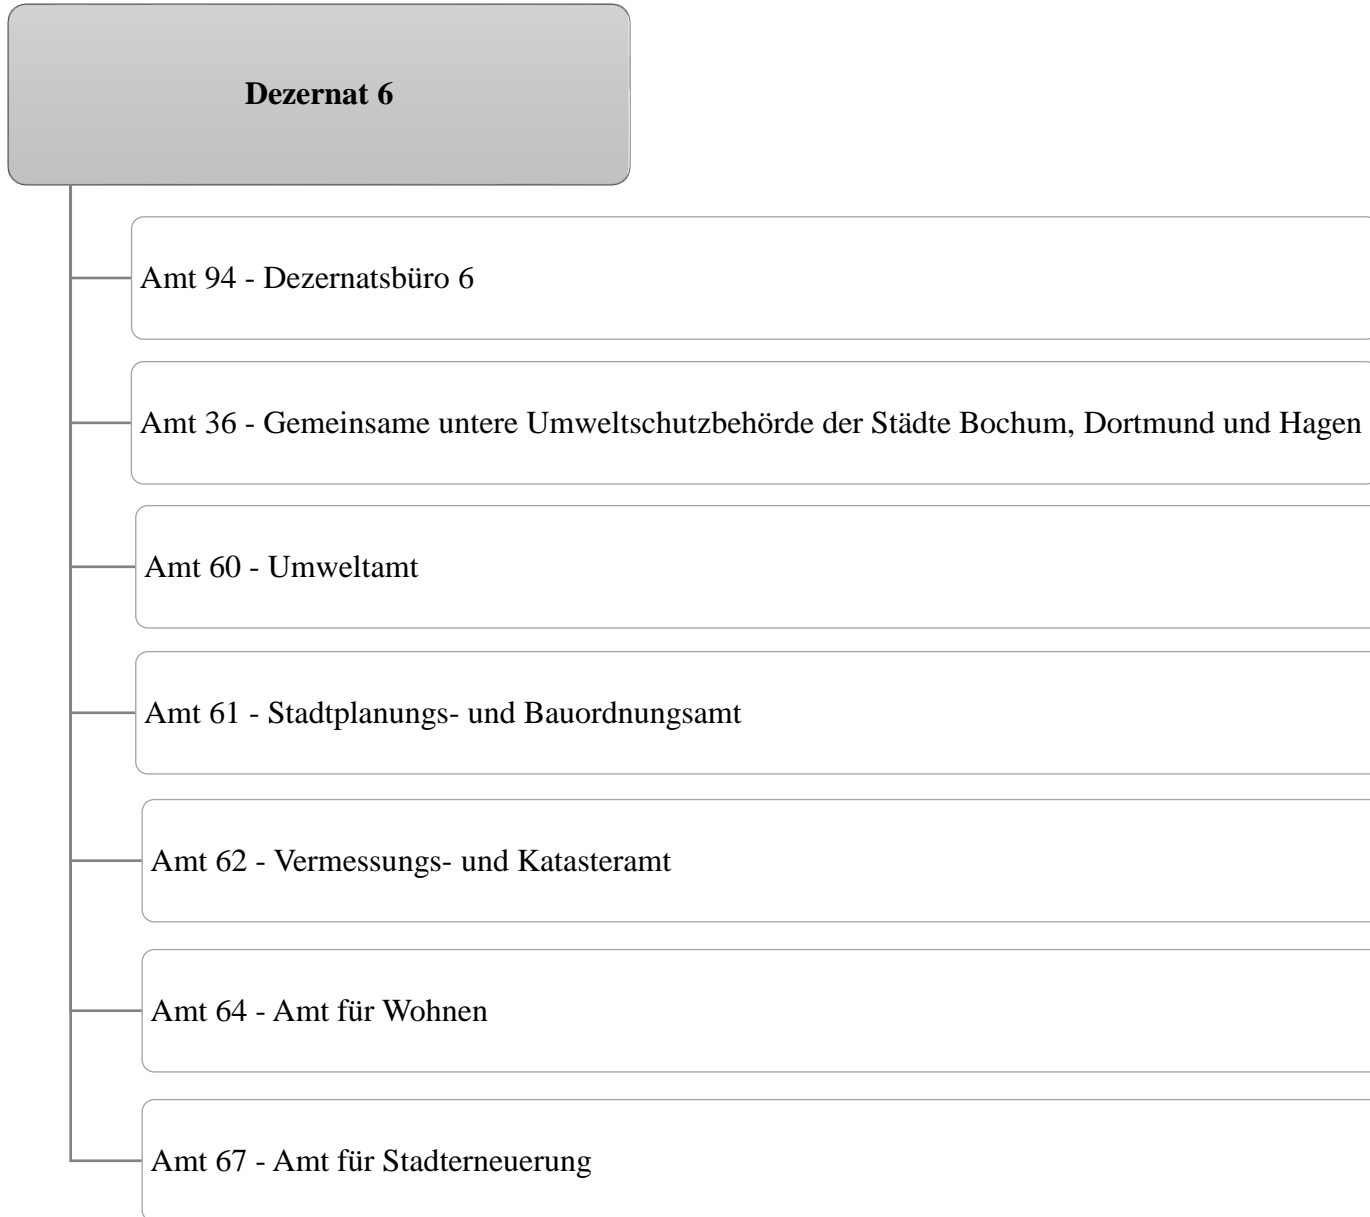 Dezernat 6
Amt 94 - Dezernatsbüro 6
Amt 36 - Gemeinsame untere Umweltschutzbehörde der Städte Bochum, Dortmund und Hagen
Amt 60 - Umweltamt
Amt 61 - Stadtplanungs- und Bauordnungsamt
Amt 62 - Vermessungs- und Katasteramt
Amt 64 - Amt für Wohnen
Amt 67 - Amt für Stadterneuerung